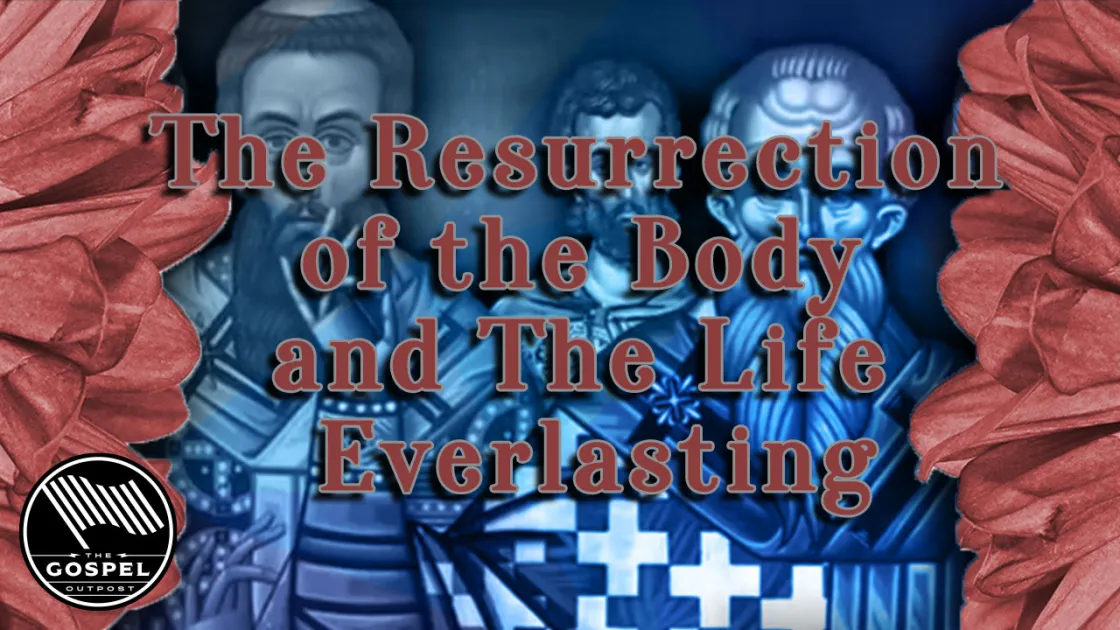 The Resurrection
of the Body
and The Life
Everlasting
THE
GOSPEL
OUTPOST